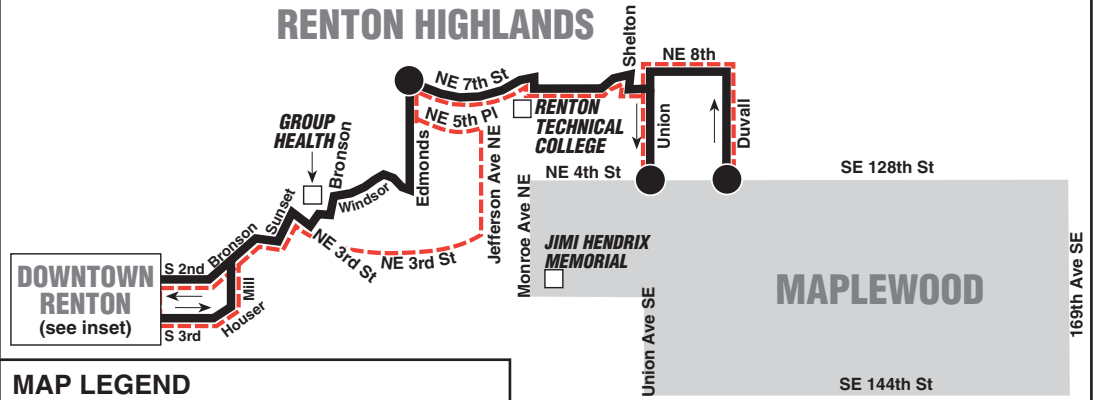 RENTON HIGHLANDS
Shelton
NE 8th
NE 7th St
NE 5th Pl
RENTON
TECHNICAL
COLLEGE
Union
Duvall
GROUP
HEALTH
Bronson
Edmonds
Jefferson Ave NE
NE 4th St
SE 128th St
Windsor
Sunset
Monroe Ave NE
Bronson
NE 3rd St
NE 3rd St
JIMI HENDRIX
MEMORIAL
MAPLEWOOD
169th Ave SE
DOWNTOWN
RENTON
(see inset)
S 2nd
Mill
Houser
S 3rd
Union Ave SE
SE 144th St
MAP LEGEND